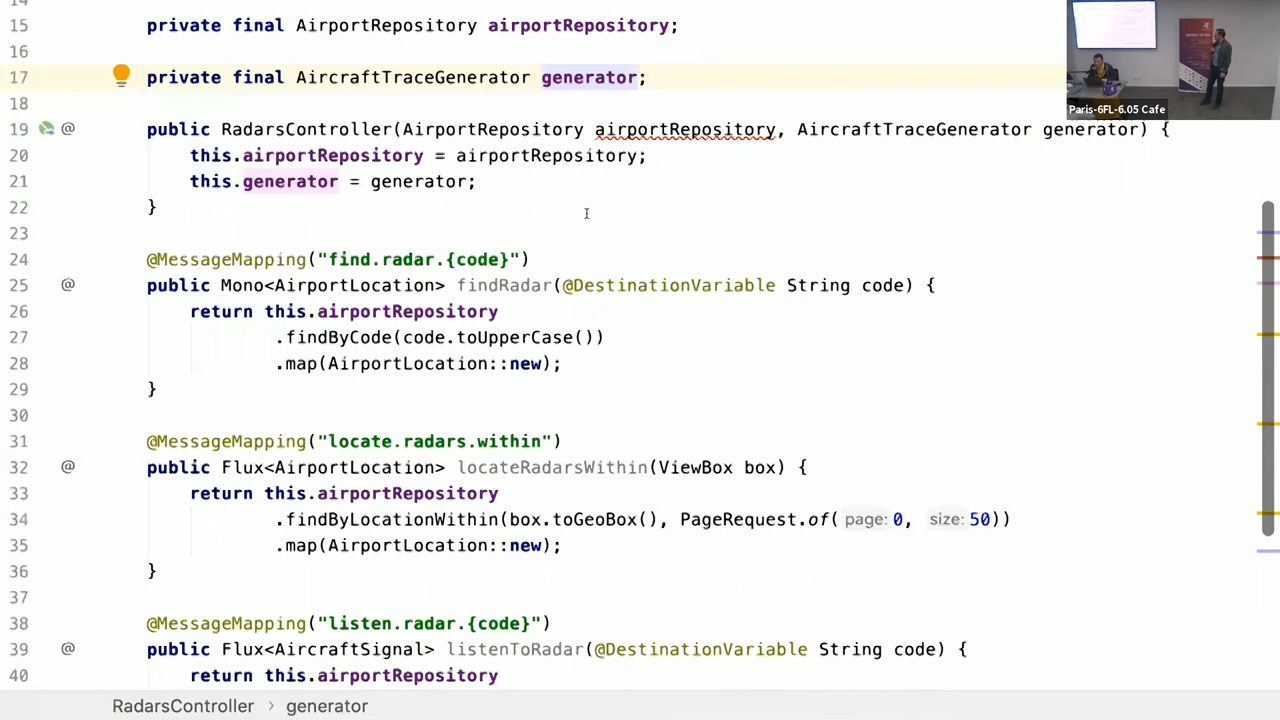 14
15 private final AirportRepository airportRepository;
16
17 private final AircraftTraceGenerator generator;
18
19 @ public RadarsController(AirportRepository airportRepository, AircraftTraceGenerator generator) {
20 this.airportRepository = airportRepository;
21 this.generator = generator;
22 }
23
24 @MessageMapping("find.radar.{code}")
25 @ public Mono<AirportLocation> findRadar(@DestinationVariable String code) {
26 return this.airportRepository
27 .findByCode(code.toUpperCase())
28 .map(AirportLocation::new);
29 }
30
31 @MessageMapping("locate.radars.within")
32 @ public Flux<AirportLocation> locateRadarsWithin(ViewBox box) {
33 return this.airportRepository
34 .findByLocationWithin(box.toGeoBox(), PageRequest.of( page: 0, size: 50))
35 .map(AirportLocation::new);
36 }
37
38 @MessageMapping("listen.radar.{code}")
39 @ public Flux<AircraftSignal> listenToRadar(@DestinationVariable String code) {
40 return this.airportRepository
RadarsController › generator
Paris-6FL-6.05 Cafe